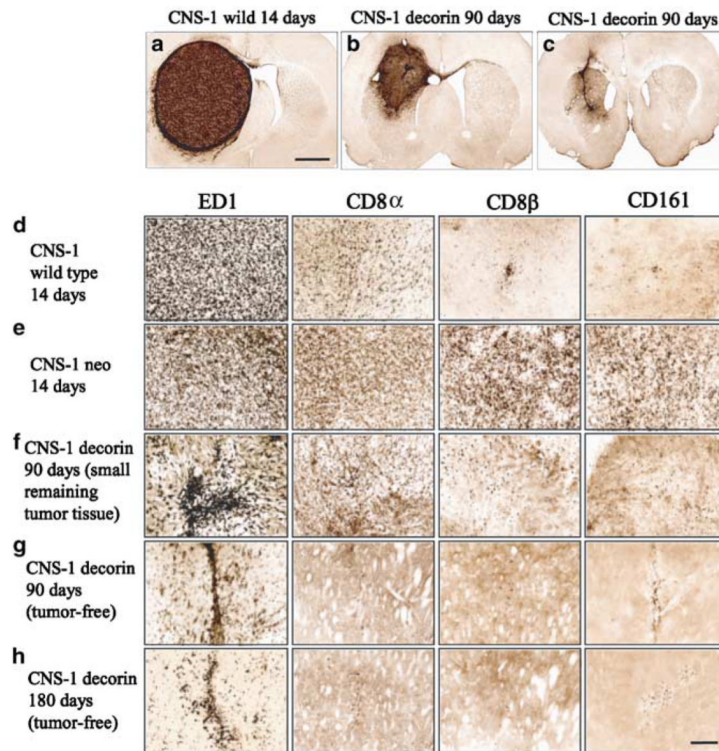 CNS-1 wild 14 days CNS-1 decorin 90 days CNS-1 decorin 90 days
a b c
ED1 CD8α CD8β CD161
d
CNS-1
wild type
14 days
e
CNS-1 neo
14 days
f CNS-1 decorin
90 days (small
remaining
tumor tissue)
g
CNS-1 decorin
90 days
(tumor-free)
h
CNS-1 decorin
180 days
(tumor-free)